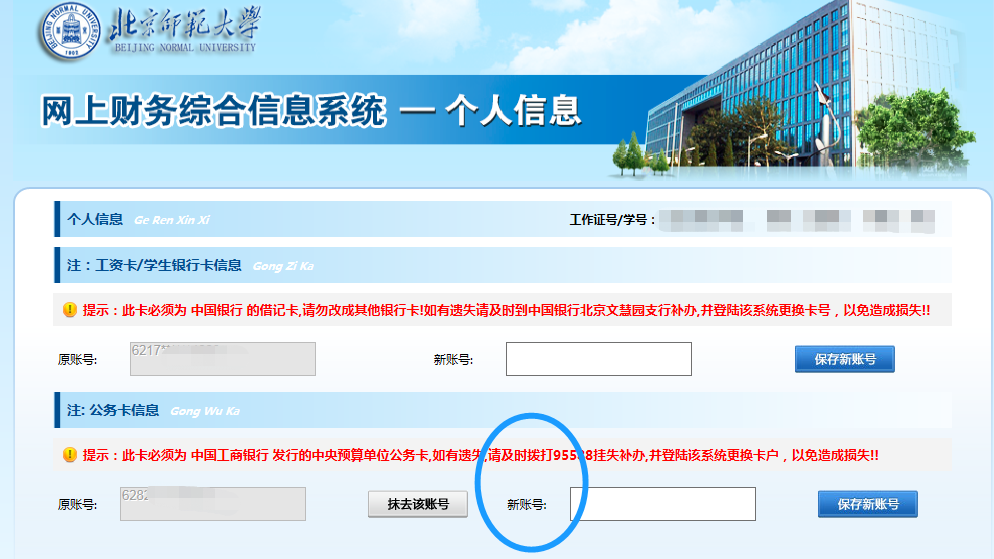 北京师范大学
BEIJING NORMAL UNIVERSITY
BEIJING NORMAL UNIVERSITY
1902
网上财务综合信息系统 — 个人信息
个人信息 Ge Ren Xin Xi 工作证号/学号：
注：工资卡/学生银行卡信息 Gong Zi Ka
提示：此卡必须为 中国银行 的借记卡,请勿改成其他银行卡!如有遗失请及时到中国银行北京文慧园支行补办,并登陆该系统更换卡号，以免造成损失!!
原账号: 6217** 新账号: 保存新账号
注: 公务卡信息 Gong Wu Ka
提示：此卡必须为 中国工商银行 发行的中央预算单位公务卡,如有遗失,请及时拨打95588挂失补办,并登陆该系统更换卡户，以免造成损失!!
原账号: 6282 抹去该账号 新账号: 保存新账号